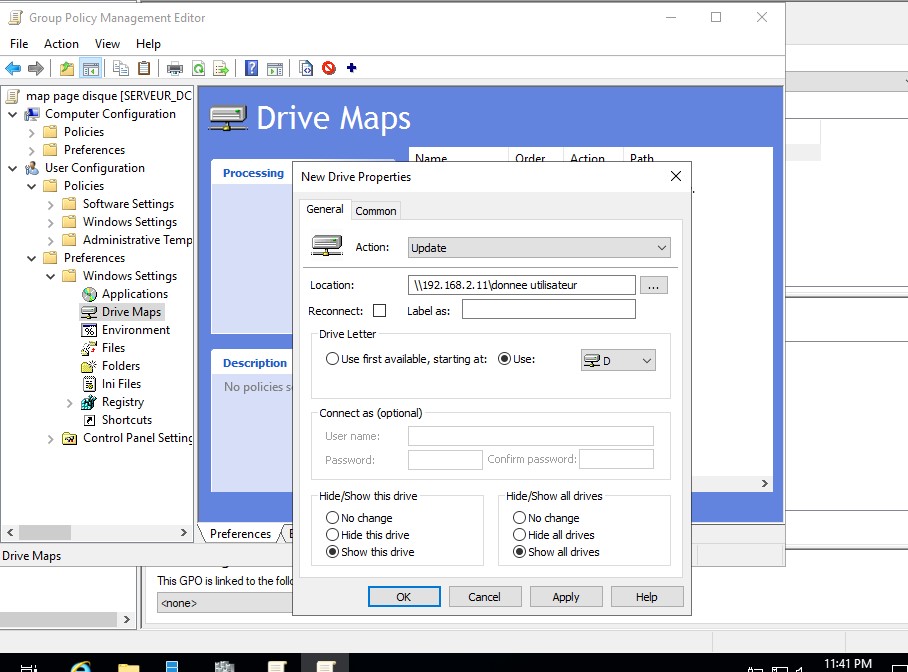 Group Policy Management Editor
File Action View Help
map page disque [SERVEUR_DC
Computer Configuration
Policies
Preferences
User Configuration
Policies
Software Settings
Windows Settings
Administrative Temp
Preferences
Windows Settings
Applications
Drive Maps
Environment
Files
Folders
Ini Files
Registry
Shortcuts
Control Panel Setting
Drive Maps
Drive Maps
Processing
Name Order Action Path
Description
No policies s
Preferences
New Drive Properties
General Common
Action: Update
Location: \\192.168.2.11\donnee utilisateur ...
Reconnect: Label as:
Drive Letter
Use first available, starting at: Use: D
Connect as (optional)
User name:
Password: Confirm password:
Hide/Show this drive
No change
Hide this drive
Show this drive
Hide/Show all drives
No change
Hide all drives
Show all drives
OK Cancel Apply Help
This GPO is linked to the follo
<none>
11:41 PM